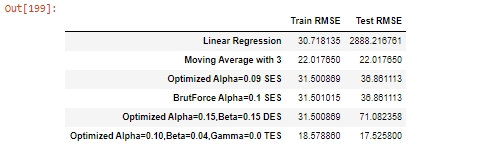 Out[199]:
Train RMSE Test RMSE
Linear Regression 30.718135 2888.216761
Moving Average with 3 22.017650 22.017650
Optimized Alpha=0.09 SES 31.500869 36.861113
BrutForce Alpha=0.1 SES 31.501015 36.861113
Optimized Alpha=0.15,Beta=0.15 DES 31.500869 71.082358
Optimized Alpha=0.10,Beta=0.04,Gamma=0.0 TES 18.578860 17.525800